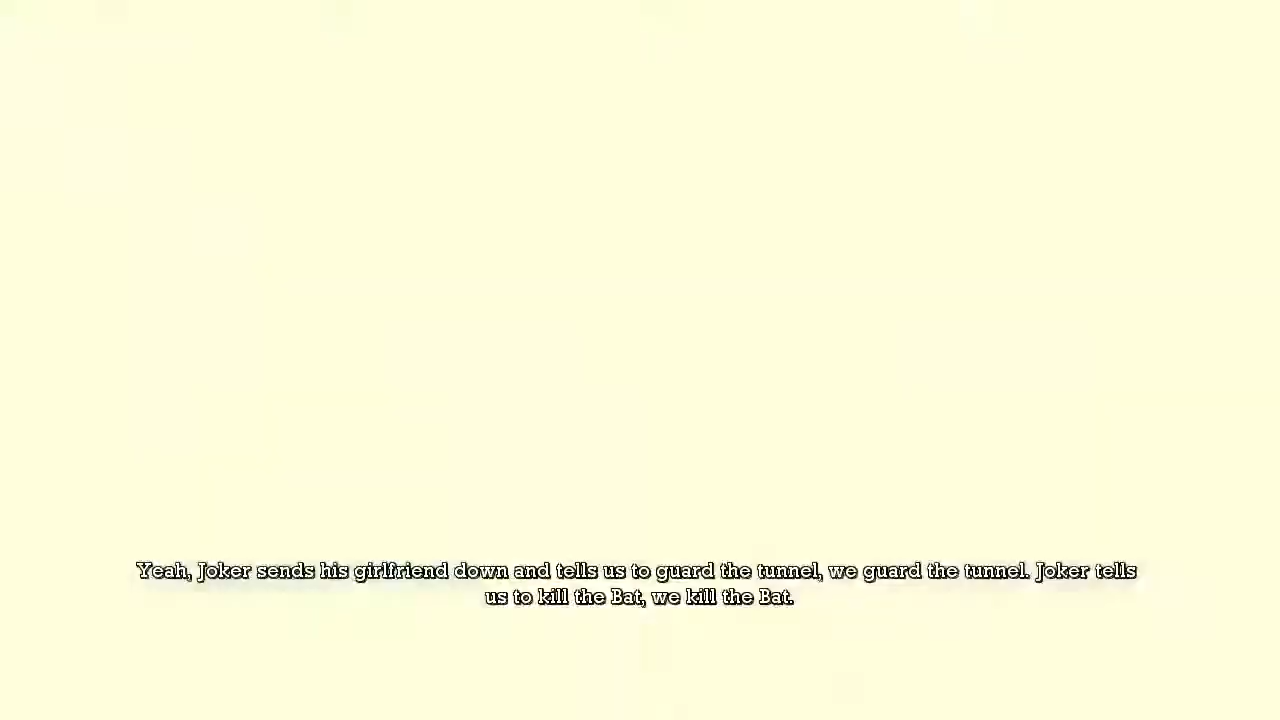 Yeah, Joker sends his girlfriend down and tells us to guard the tunnel, we guard the tunnel. Joker tells
us to kill the Bat, we kill the Bat.